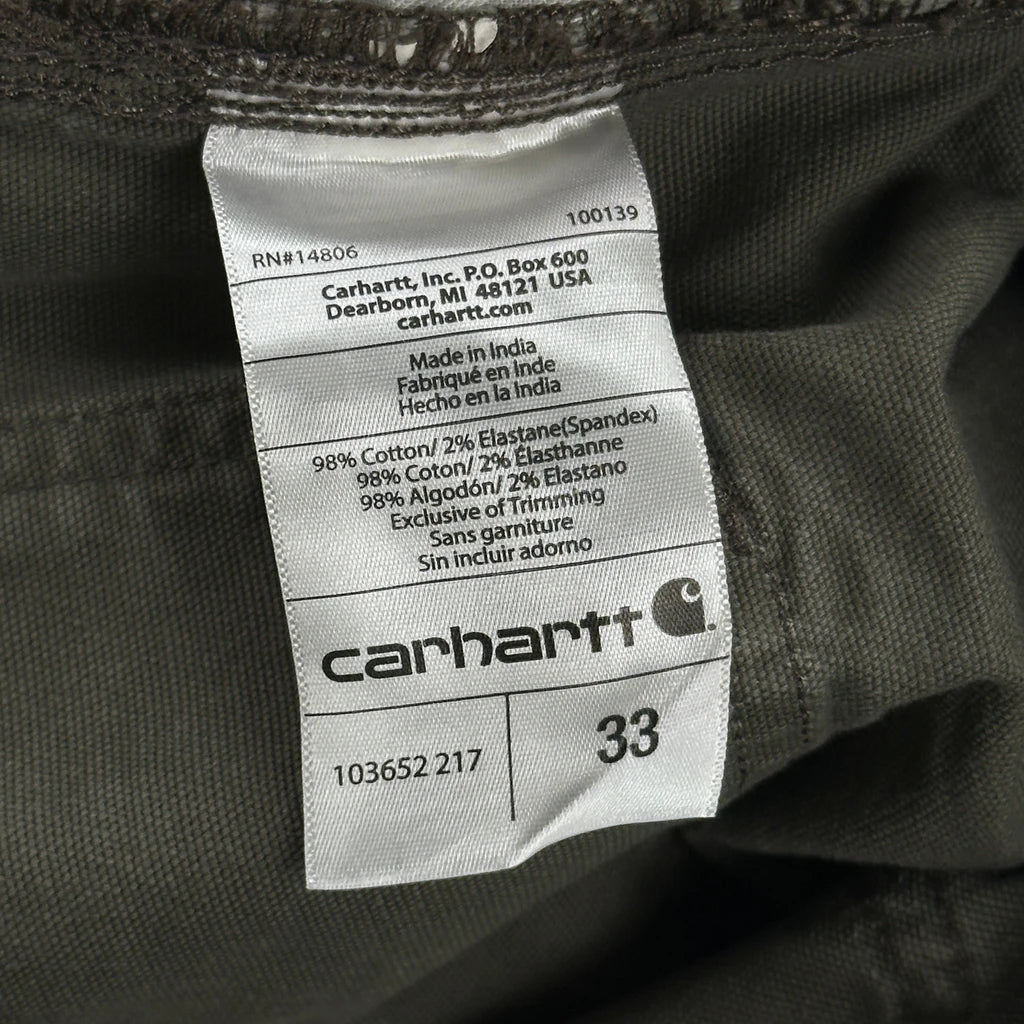 100139
RN#14806
Carhartt, Inc. P.O. Box 600
Dearborn, MI 48121 USA
carhartt.com
Made in India
Fabriqué en Inde
Hecho en la India
98% Cotton/ 2% Elastane(Spandex)
98% Coton/ 2% Élasthanne
98% Algodón/ 2% Elastano
Exclusive of Trimming
Sans garniture
Sin incluir adorno
carhartt
103652 217
33